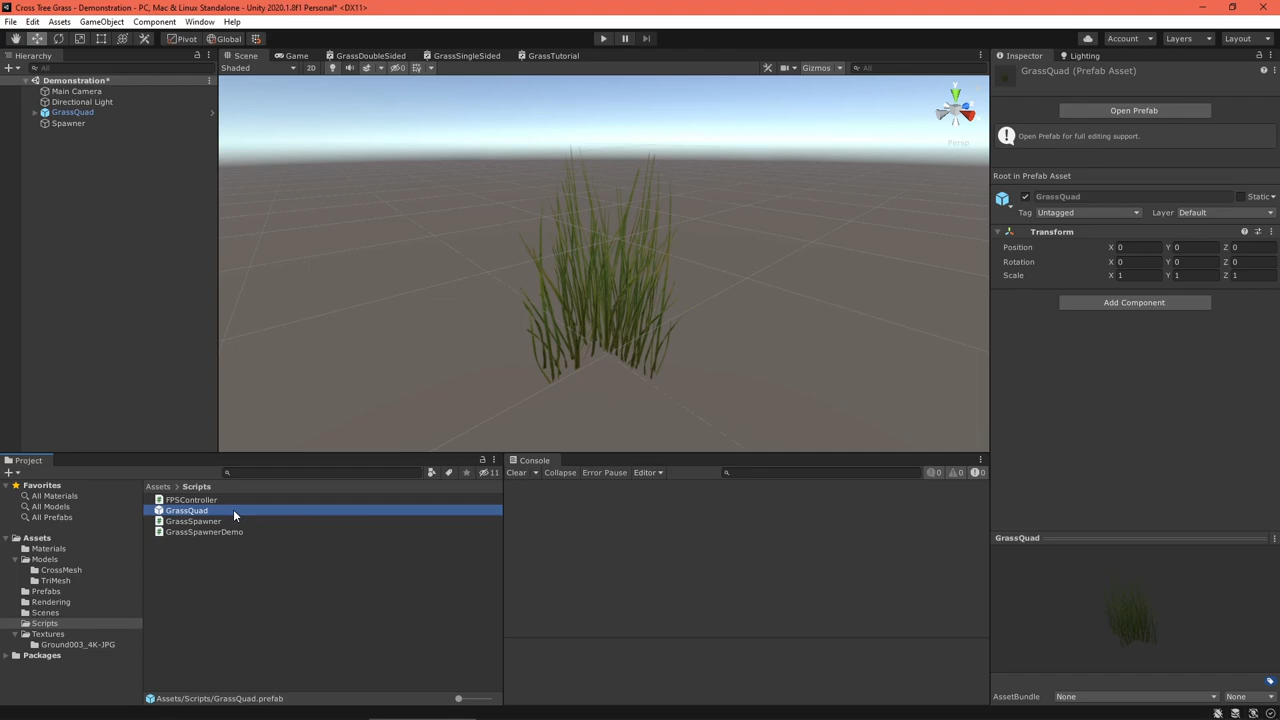 Cross Tree Grass - Demonstration - PC, Mac & Linux Standalone - Unity 2020.1.8f1 Personal* <DX11>
File Edit Assets GameObject Component Window Help
Pivot Global Account Layers Layout
Hierarchy
All
Demonstration*
Main Camera
Directional Light
GrassQuad
Spawner
Scene Game GrassDoubleSided GrassSingleSided GrassTutorial
Shaded 2D 0 Gizmos All
y
Persp
Inspector Lighting
GrassQuad (Prefab Asset)
Open Prefab
Open Prefab for full editing support.
Root in Prefab Asset
GrassQuad Static
Tag Untagged Layer Default
Transform
Position X 0 Y 0 Z 0
Rotation X 0 Y 0 Z 0
Scale X 1 Y 1 Z 1
Add Component
Project
11
Favorites
All Materials
All Models
All Prefabs
Assets
Materials
Models
CrossMesh
TriMesh
Prefabs
Rendering
Scenes
Scripts
Textures
Ground003_4K-JPG
Packages
Assets > Scripts
FPSController
GrassQuad
GrassSpawner
GrassSpawnerDemo
Assets/Scripts/GrassQuad.prefab
Console
Clear Collapse Error Pause Editor 0 0 0
GrassQuad
AssetBundle None None